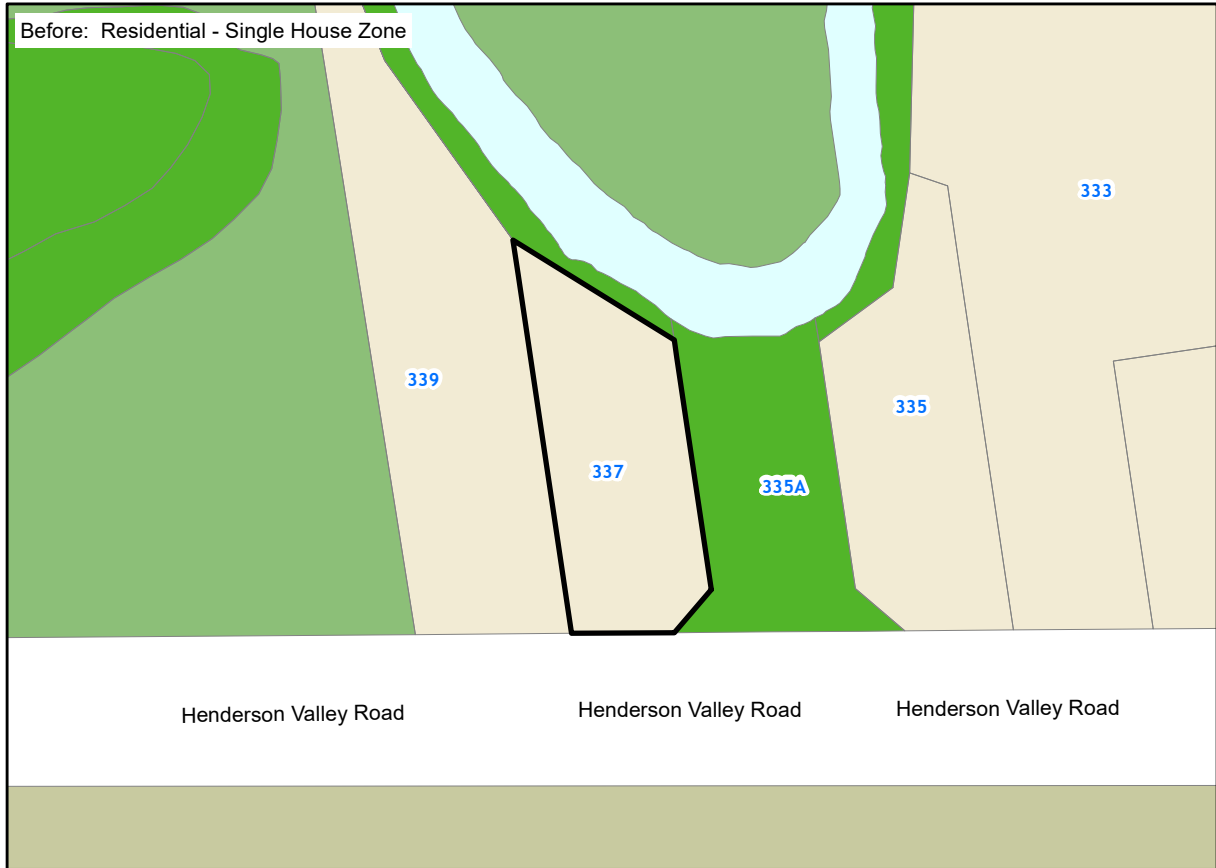 Before:  Residential - Single House Zone
333
339
335
337
335A
Henderson Valley Road
Henderson Valley Road
Henderson Valley Road